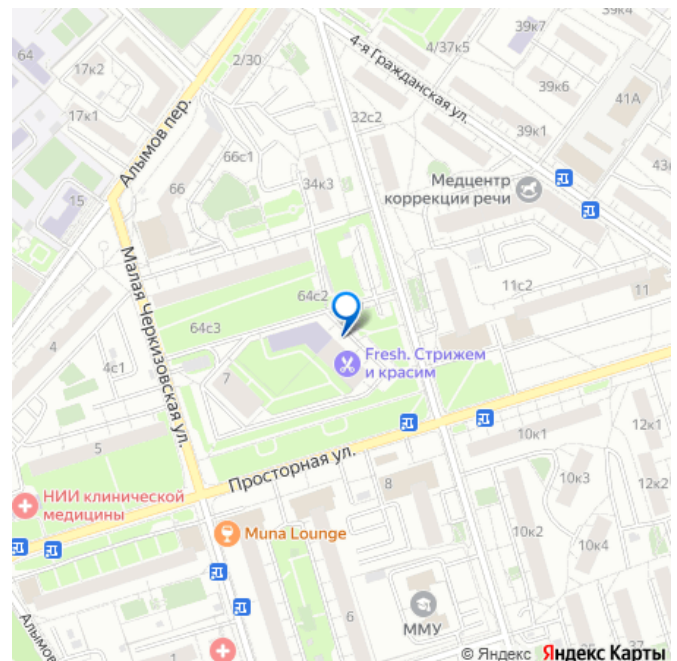 39к4
39к7
64
2/30
4/37к5
17к2
4-я Гражданская ул.
39к6
41А
17к1
32с2
39к1
Алымов пер.
66с1
66
34к3
Медцентр
коррекции речи
15
Малая Черкизовская ул.
11с2
11
64с2
64с3
4
4с1
7
Fresh. Стрижем
и красим
5
Просторная ул.
10к1
12к1
8
10к3
12к2
НИИ клинической
медицины
Muna Lounge
10к2
10к4
6
ММУ
37
1
© Яндекс Яндекс Карты